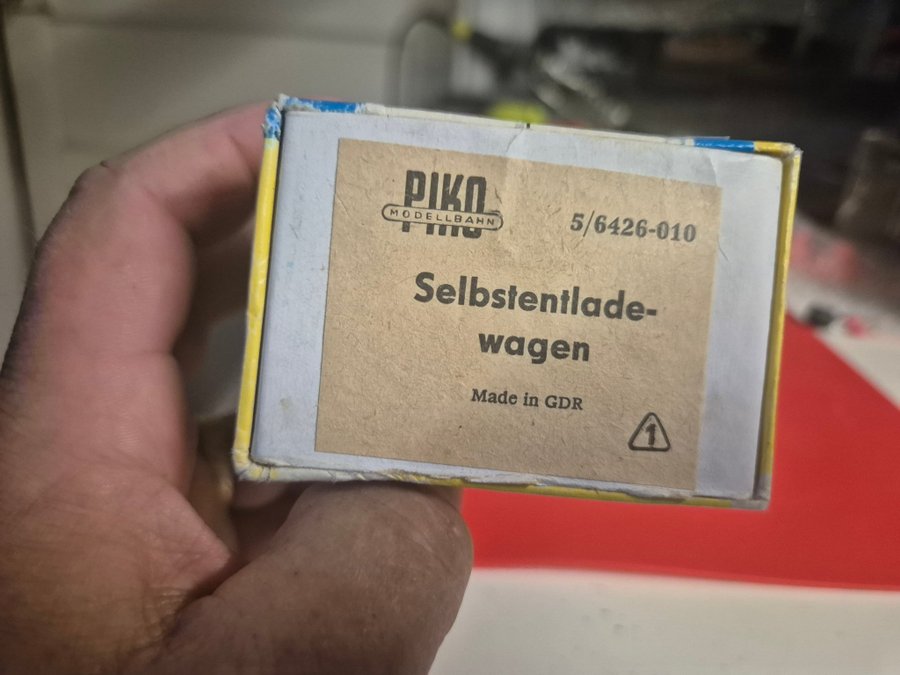 PIKO
MODELLBAHN
5/6426-010
Selbstentlade-
wagen
Made in GDR
1